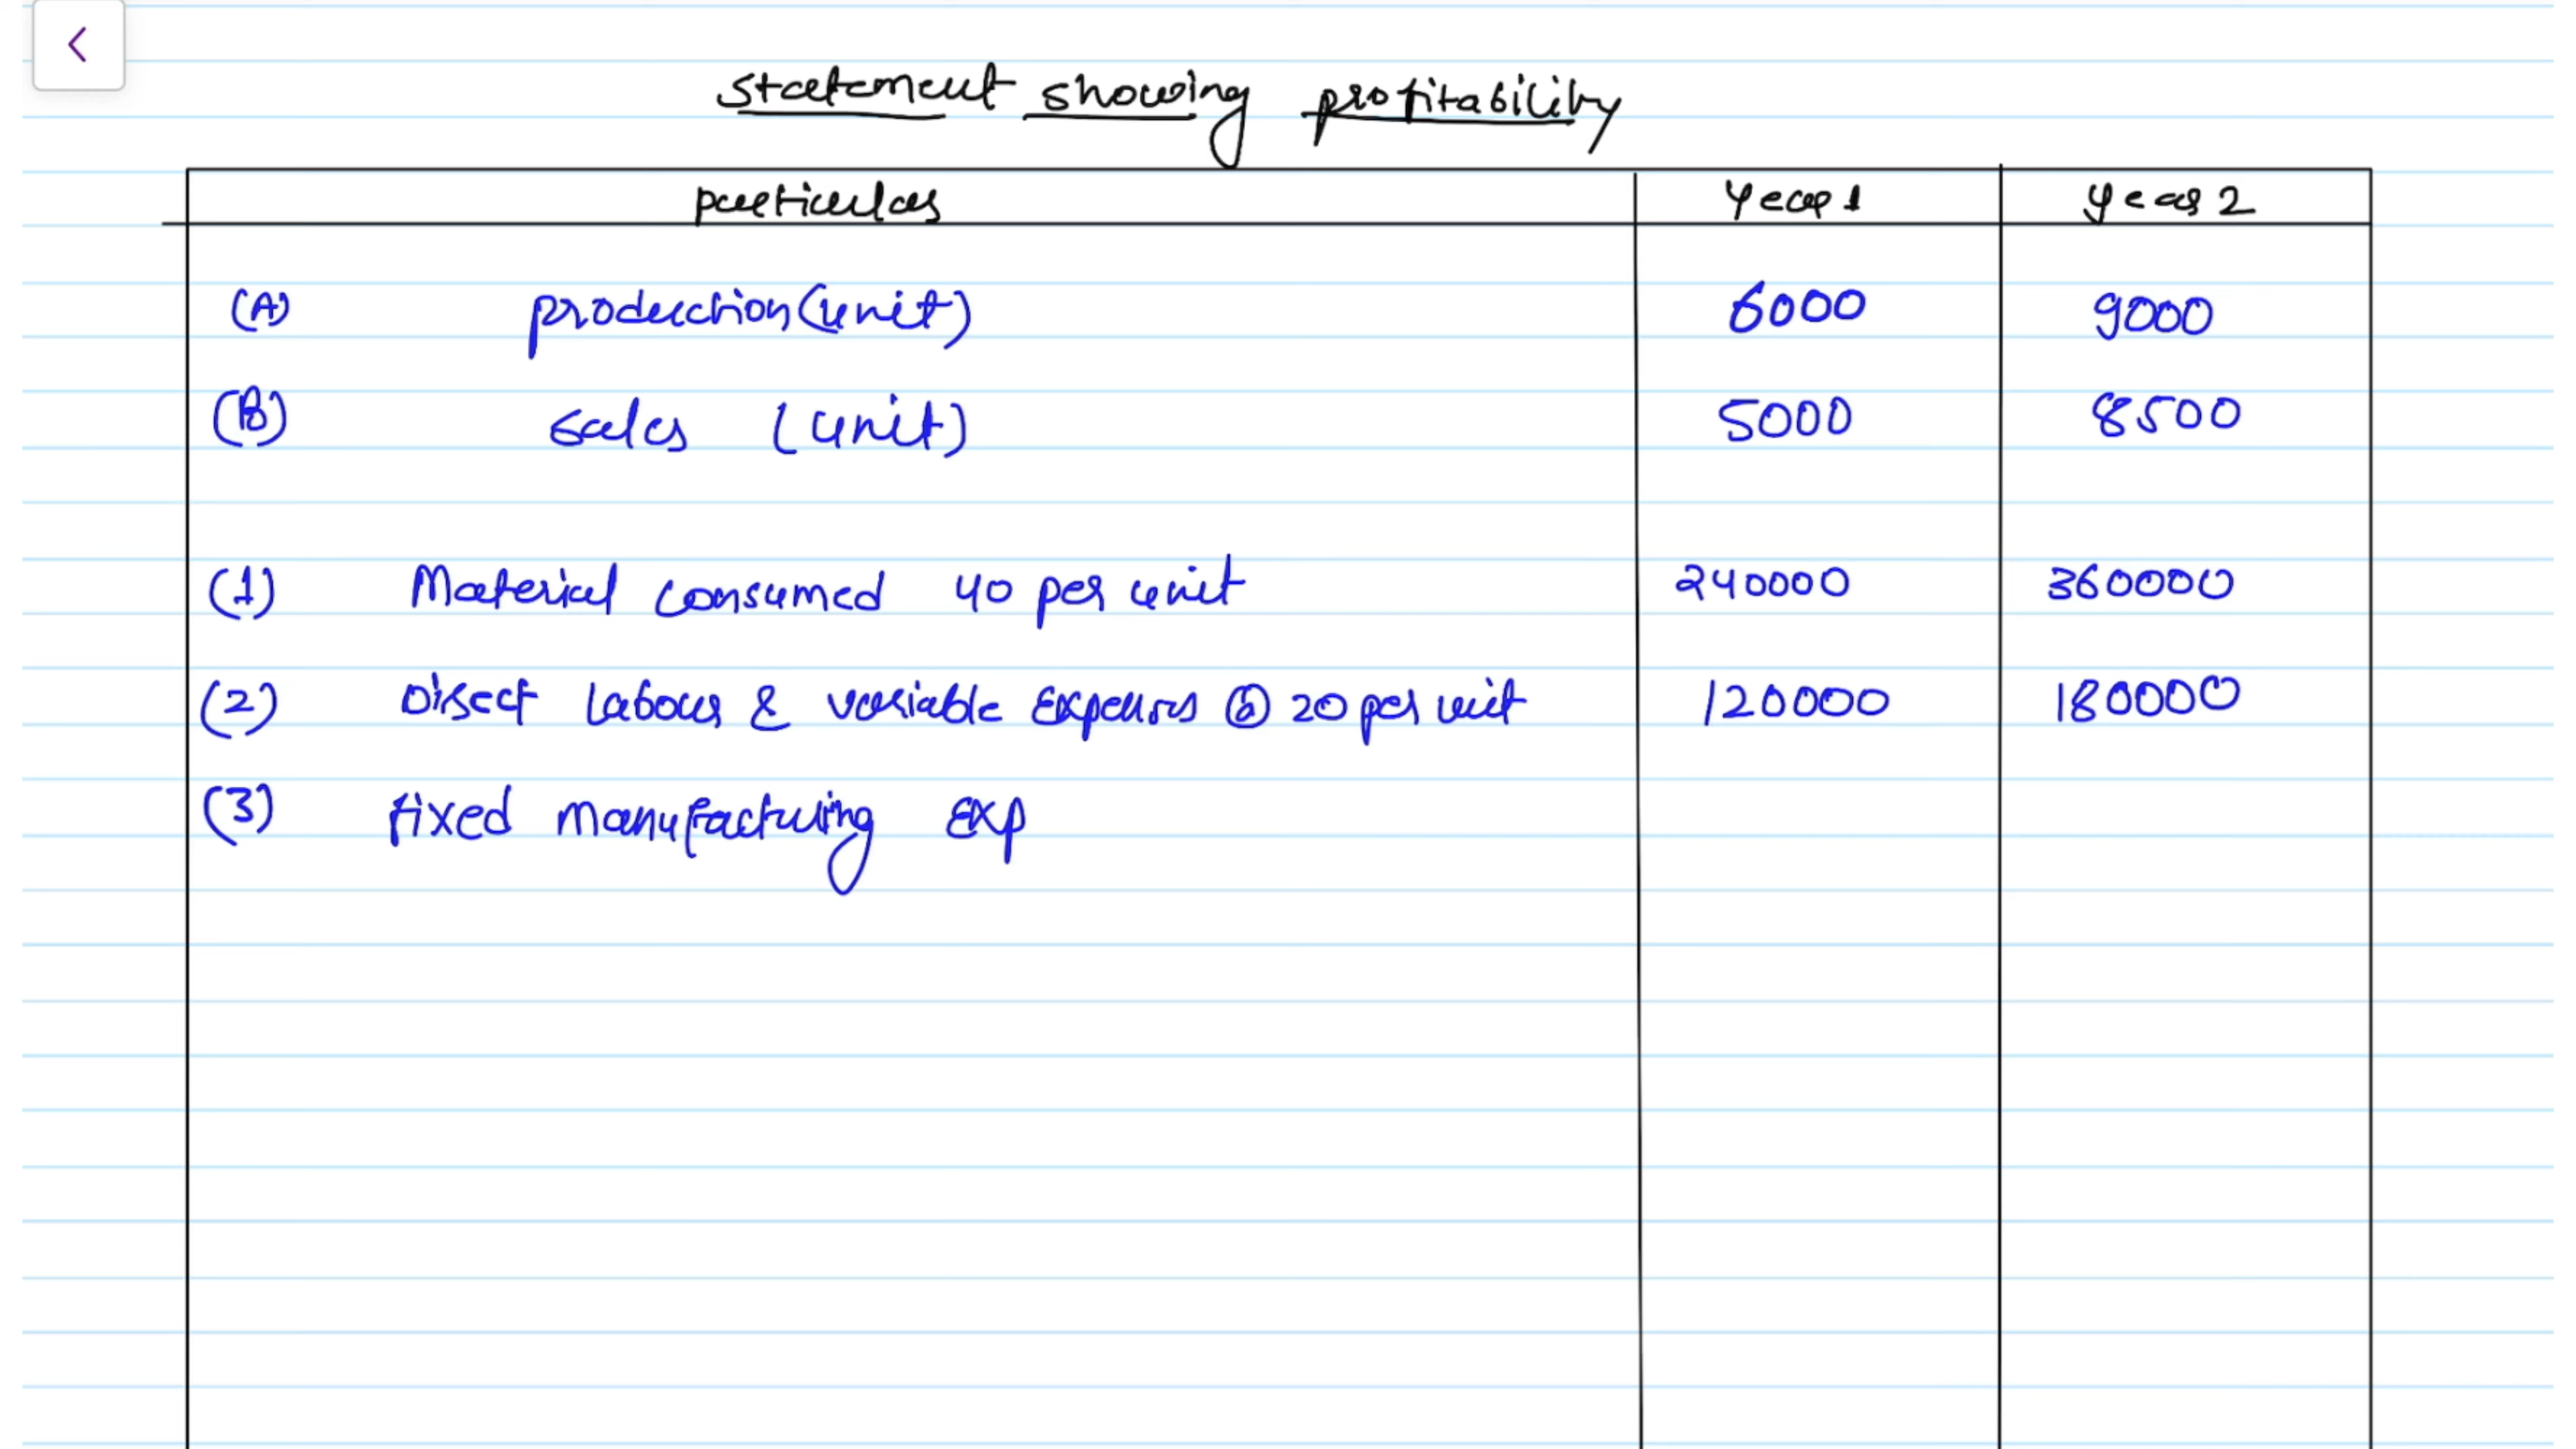 statement showing profitability
particulars Year 1 Year 2
(A) production (unit) 6000 9000
(B) sales (unit) 5000 8500
(1) Material consumed 40 per unit 240000 360000
(2) Direct labour & variable Expenses @ 20 per unit 120000 180000
(3) fixed manufacturing Exp